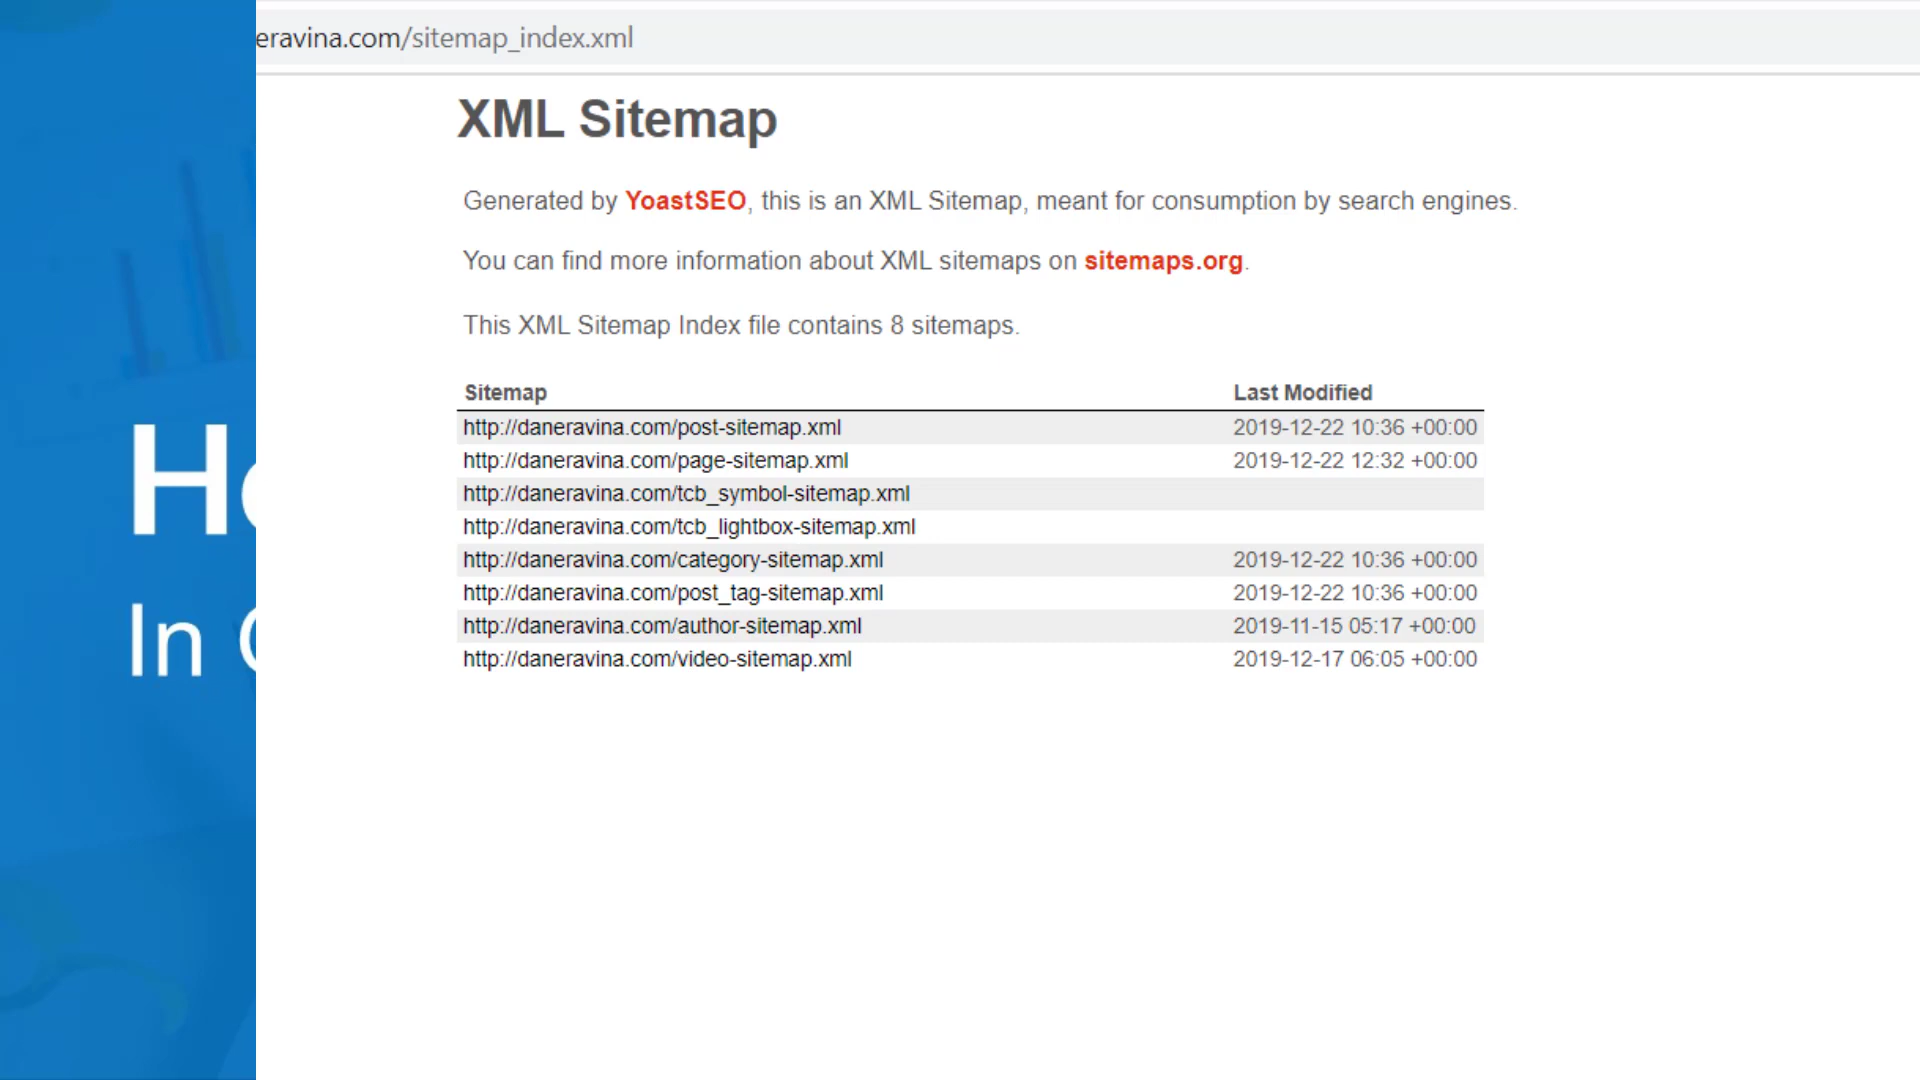 eravina.com/sitemap_index.xml
XML Sitemap
Generated by YoastSEO, this is an XML Sitemap, meant for consumption by search engines.
You can find more information about XML sitemaps on sitemaps.org.
This XML Sitemap Index file contains 8 sitemaps.
Sitemap Last Modified
http://daneravina.com/post-sitemap.xml 2019-12-22 10:36 +00:00
http://daneravina.com/page-sitemap.xml 2019-12-22 12:32 +00:00
http://daneravina.com/tcb_symbol-sitemap.xml
http://daneravina.com/tcb_lightbox-sitemap.xml
http://daneravina.com/category-sitemap.xml 2019-12-22 10:36 +00:00
http://daneravina.com/post_tag-sitemap.xml 2019-12-22 10:36 +00:00
http://daneravina.com/author-sitemap.xml 2019-11-15 05:17 +00:00
http://daneravina.com/video-sitemap.xml 2019-12-17 06:05 +00:00
In